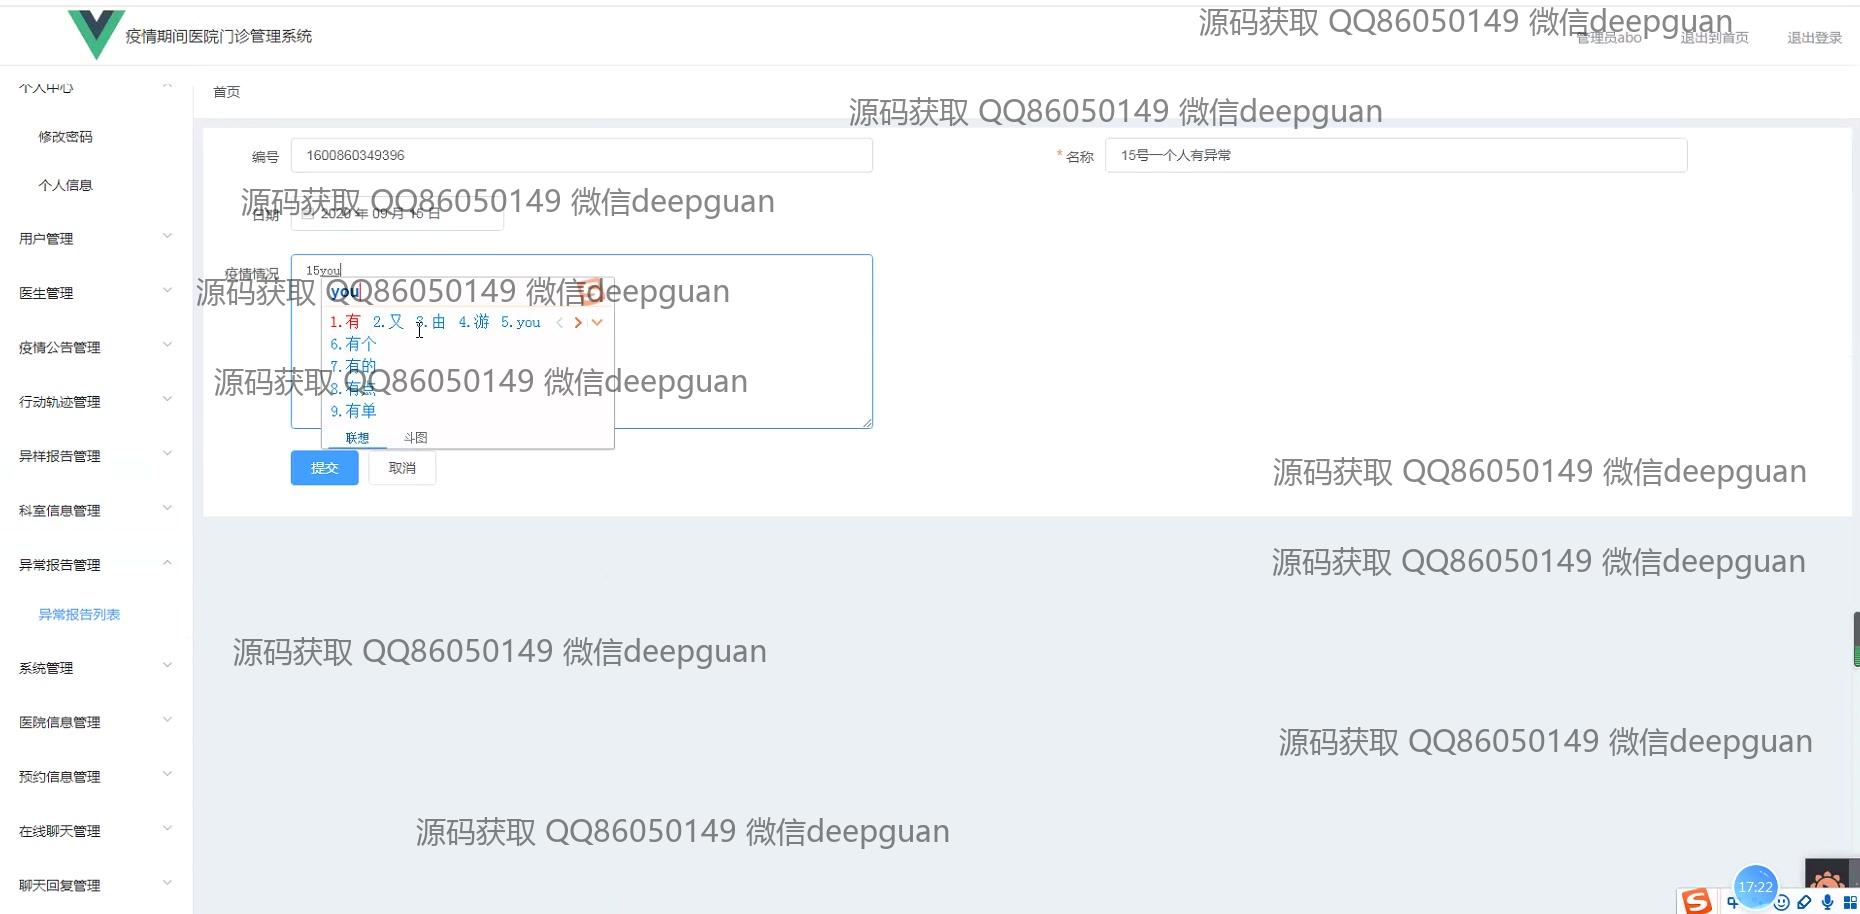 疫情期间医院门诊管理系统
源码获取 QQ86050149 微信deepguan
管理员abo
退出到首页
退出登录
个人中心
首页
源码获取 QQ86050149 微信deepguan
修改密码
编号
1600860349396
* 名称
15号一个人有异常
个人信息
源码获取 QQ86050149 微信deepguan
日期
2020 年 09 月 15 日
用户管理
疫情情况
15you
医生管理
源码获取 QQ86050149 微信deepguan
you
1.有 2.又 3.由 4.游 5.you
疫情公告管理
6.有个
7.有的
源码获取 QQ86050149 微信deepguan
8.有点
行动轨迹管理
9.有单
联想 斗图
异样报告管理
提交
取消
源码获取 QQ86050149 微信deepguan
科室信息管理
异常报告管理
源码获取 QQ86050149 微信deepguan
异常报告列表
源码获取 QQ86050149 微信deepguan
系统管理
医院信息管理
源码获取 QQ86050149 微信deepguan
预约信息管理
在线聊天管理
源码获取 QQ86050149 微信deepguan
聊天回复管理
17:22